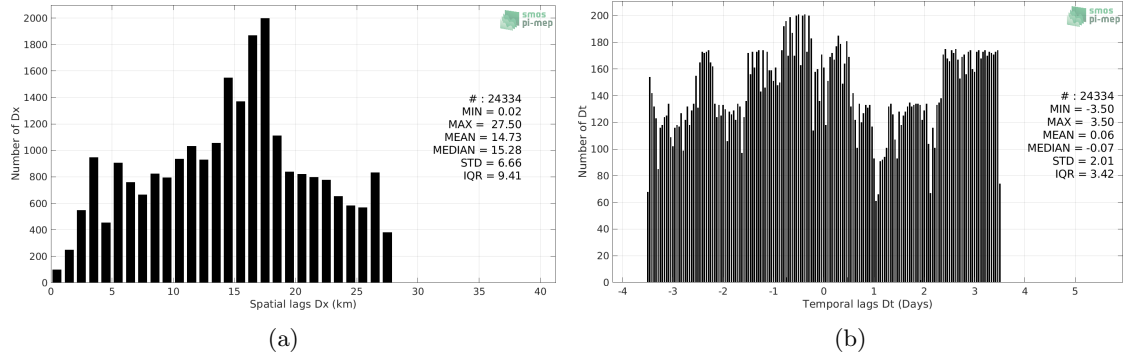 2000
1800
1600
1400
1200
1000
800
600
400
200
0
Number of Dx
0 5 10 15 20 25 30 35 40
Spatial lags Dx (km)
smos
pi-mep
# : 24334
MIN = 0.02
MAX = 27.50
MEAN = 14.73
MEDIAN = 15.28
STD = 6.66
IQR = 9.41
(a)
200
180
160
140
120
100
80
60
40
20
0
Number of Dt
-4 -3 -2 -1 0 1 2 3 4 5
Temporal lags Dt (Days)
smos
pi-mep
# : 24334
MIN = -3.50
MAX = 3.50
MEAN = 0.06
MEDIAN = -0.07
STD = 2.01
IQR = 3.42
(b)